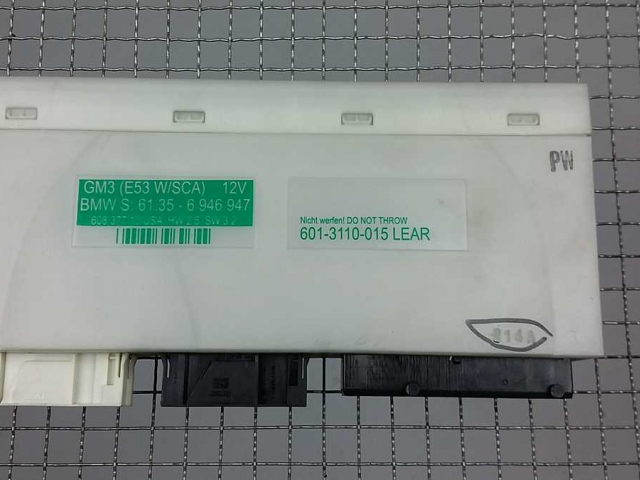 PW
GM3 (E53 W/SCA) 12V
BMW S: 61.35 - 6 946 947
Nicht werfen! DO NOT THROW
601-3110-015 LEAR